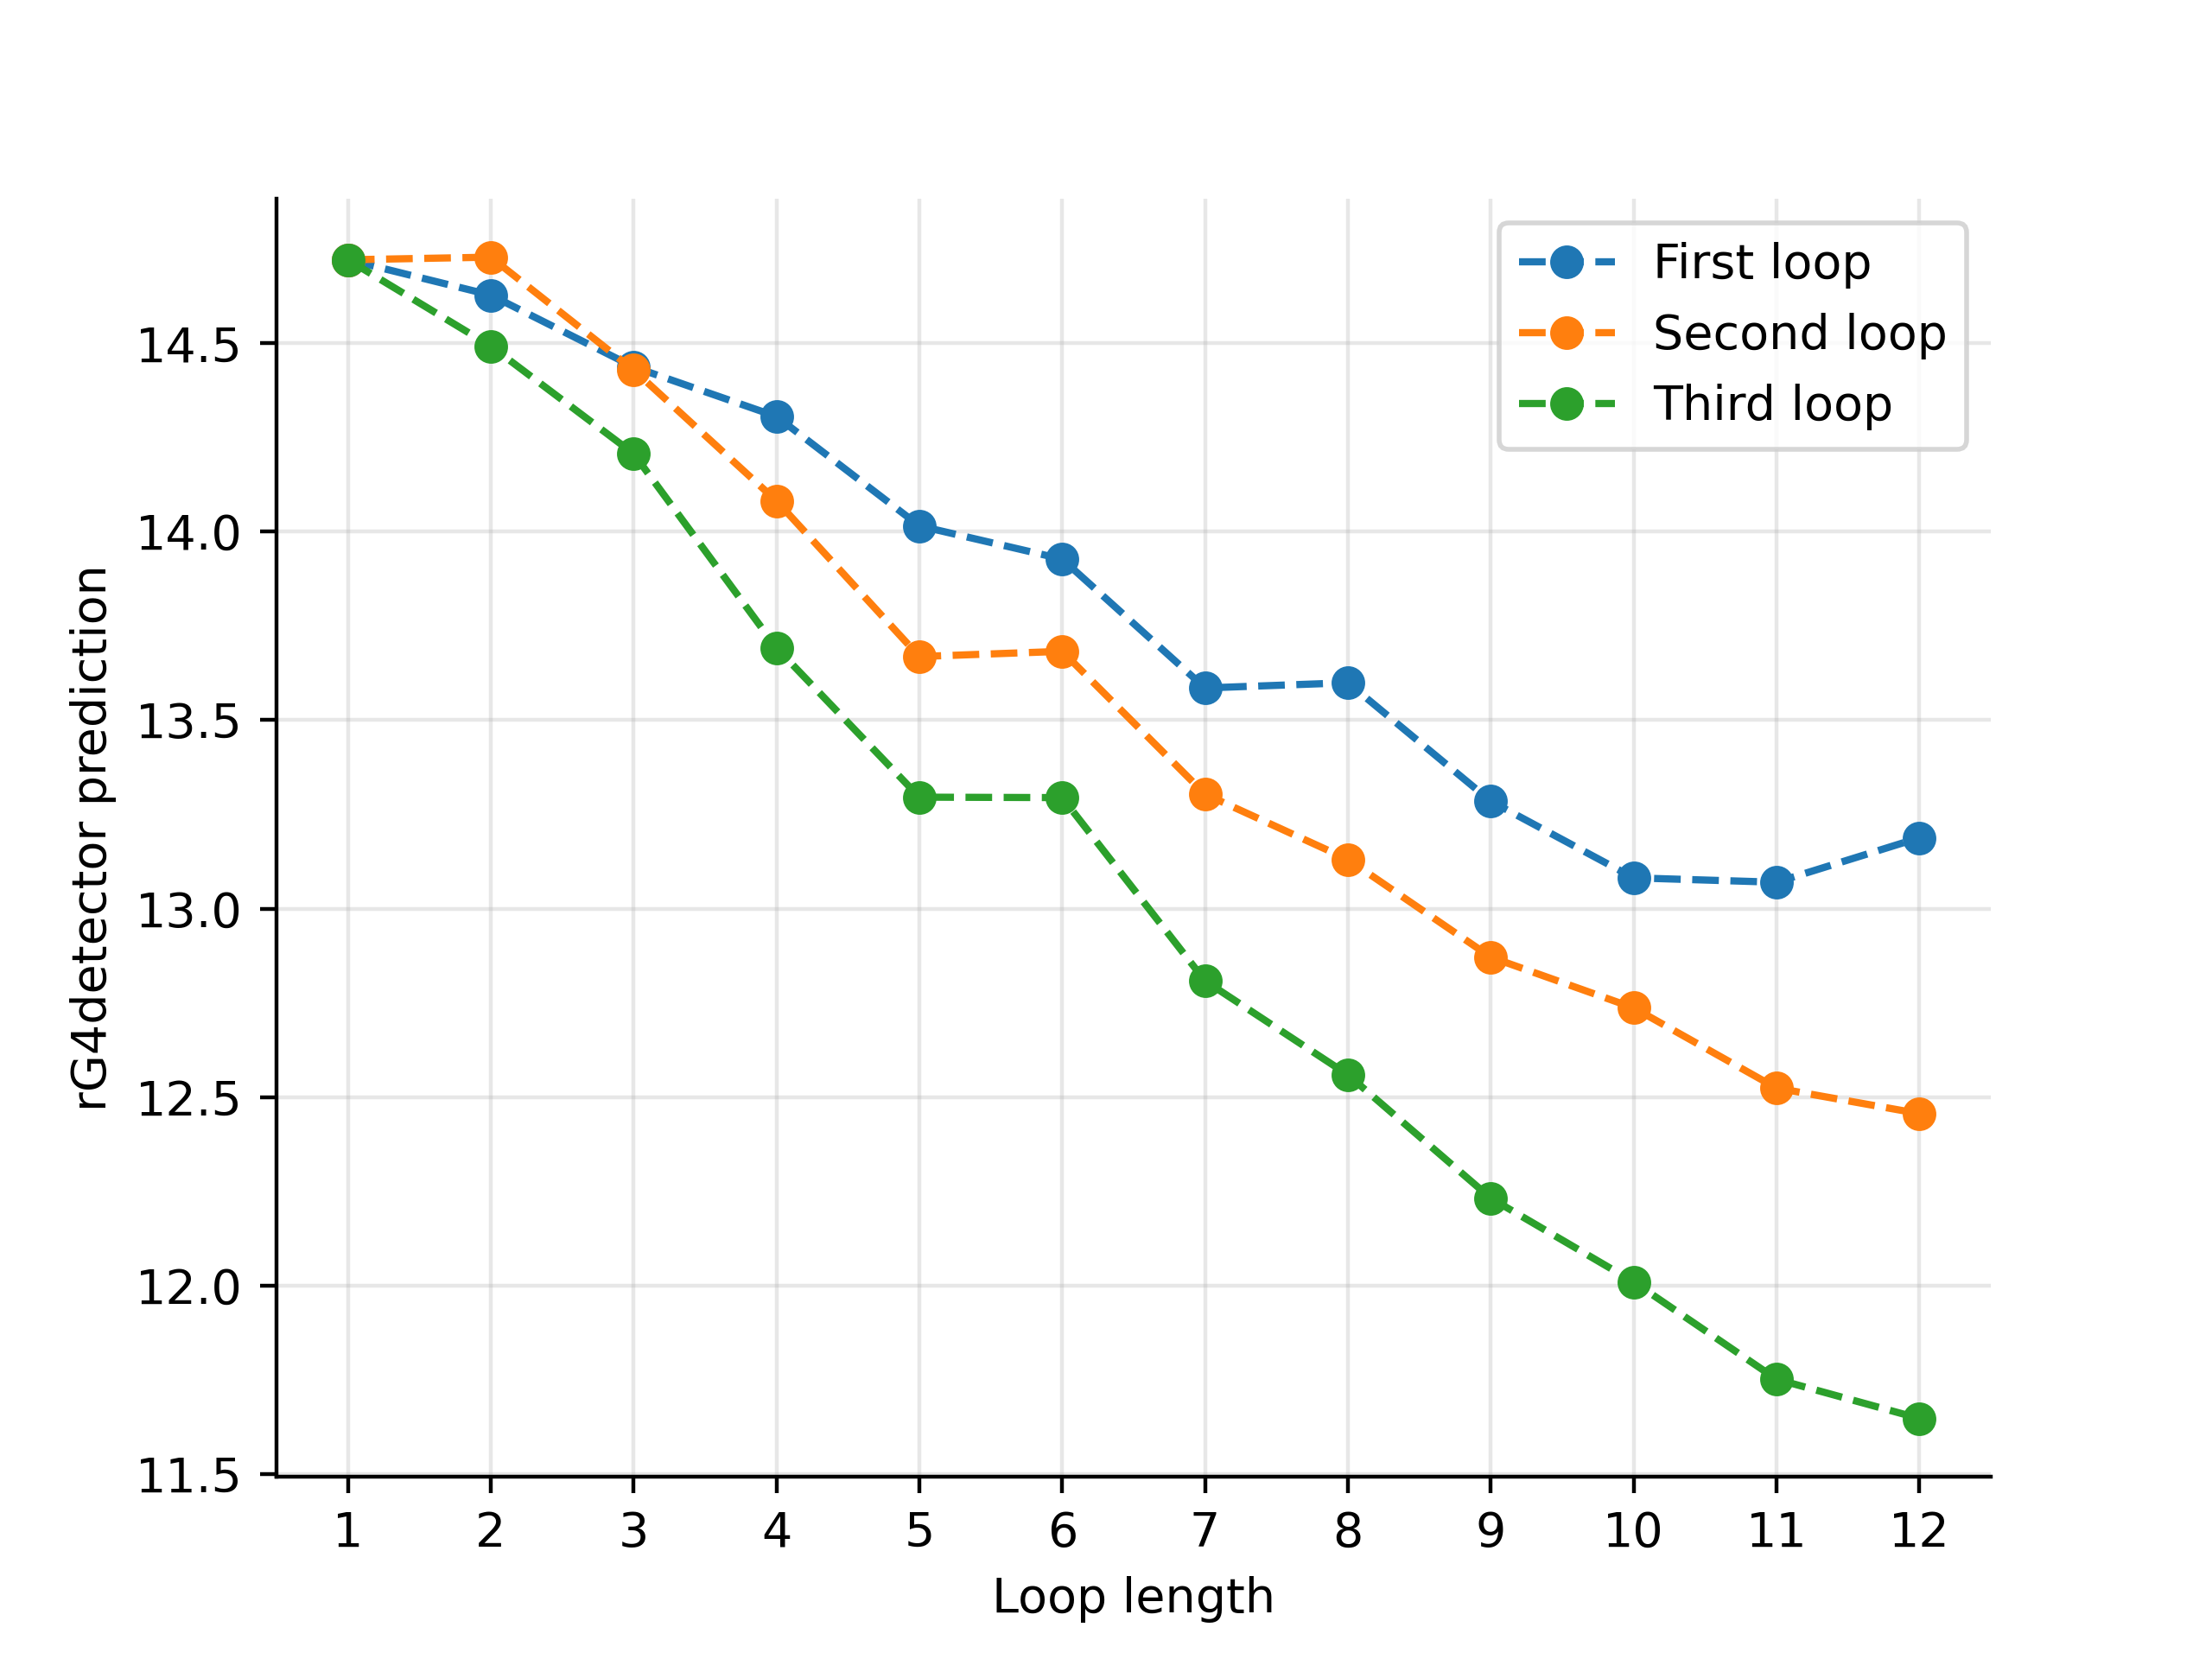 First loop
Second loop
Third loop
14.5
14.0
13.5
13.0
12.5
12.0
11.5
rG4detector prediction
1 2 3 4 5 6 7 8 9 10 11 12
Loop length